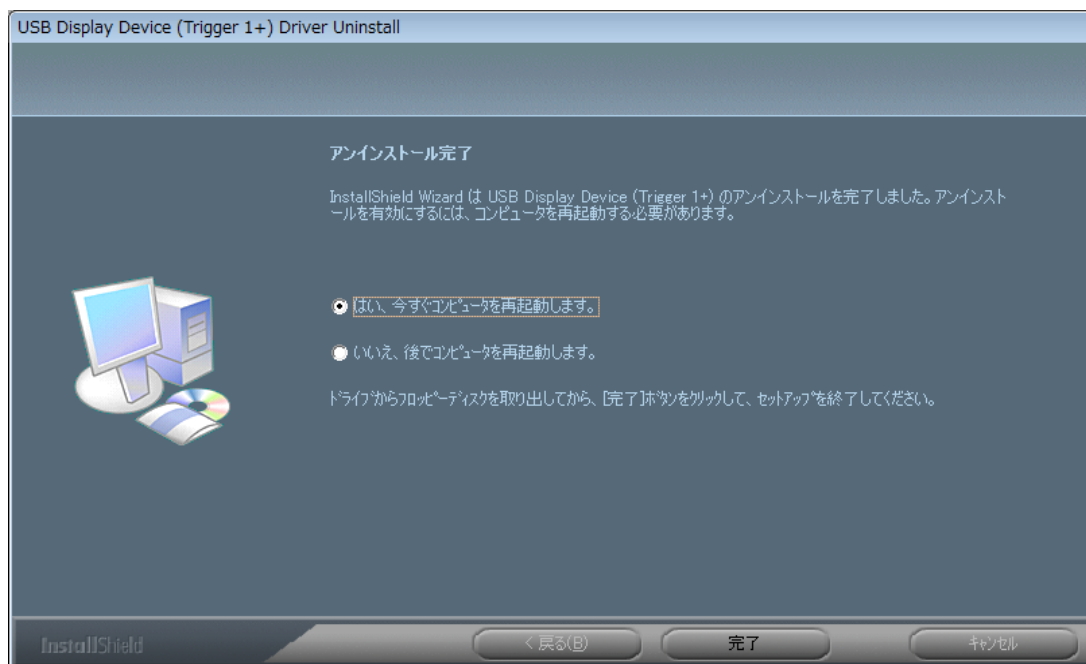 USB Display Device (Trigger 1+) Driver Uninstall
アンインストール完了
InstallShield Wizard は USB Display Device (Trigger 1+) のアンインストールを完了しました。アンインスト
ールを有効にするには、コンピュータを再起動する必要があります。
はい、今すぐコンピュータを再起動します。
いいえ、後でコンピュータを再起動します。
ドライブからフロッピーディスクを取り出してから、[完了]ボタンをクリックして、セットアップを終了してください。
InstallShield
< 戻る(B)
完了
キャンセル